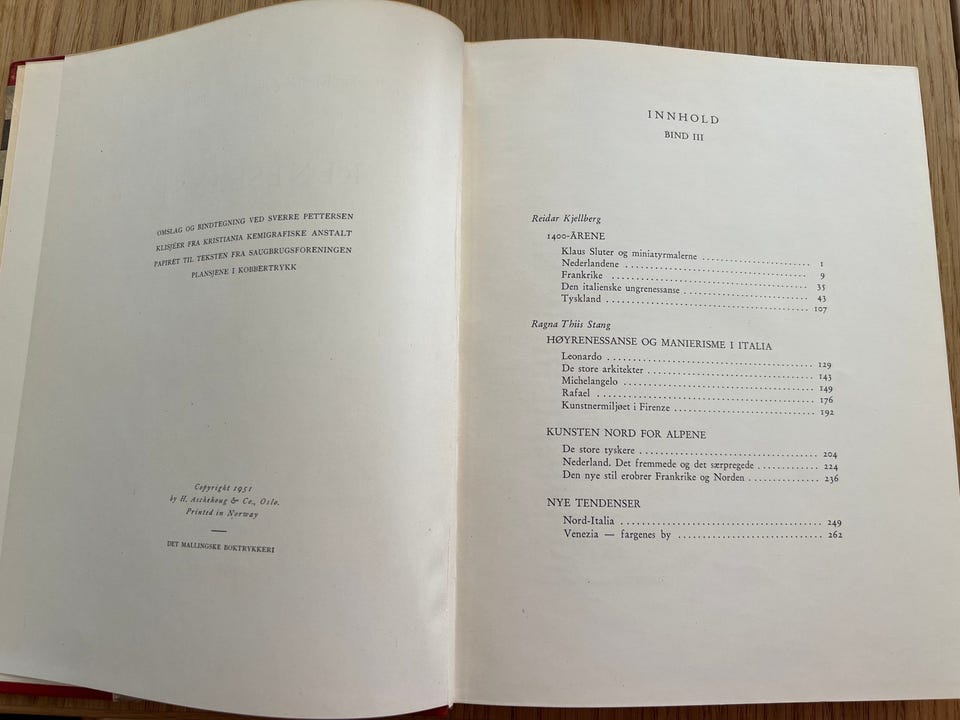 OMSLAG OG BINDTEGNING VED SVERRE PETTERSEN
KLISJÉER FRA KRISTIANIA KEMIGRAFISKE ANSTALT
PAPIRET TIL TEKSTEN FRA SAUGBRUGSFORENINGEN
PLANSJENE I KOBBERTRYKK
Copyright 1951
by H. Aschehoug & Co., Oslo.
Printed in Norway
DET MALLINGSKE BOKTRYKKERI
INNHOLD
BIND III
Reidar Kjellberg
1400-ÅRENE
Klaus Sluter og miniatyrmalerne 1
Nederlandene 9
Frankrike 35
Den italienske ungrenessanse 43
Tyskland 107
Ragna Thiis Stang
HØYRENESSANSE OG MANIERISME I ITALIA
Leonardo 129
De store arkitekter 143
Michelangelo 149
Rafael 176
Kunstnermiljøet i Firenze 192
KUNSTEN NORD FOR ALPENE
De store tyskere 204
Nederland. Det fremmede og det særpregede 224
Den nye stil erobrer Frankrike og Norden 236
NYE TENDENSER
Nord-Italia 249
Venezia — fargenes by 262